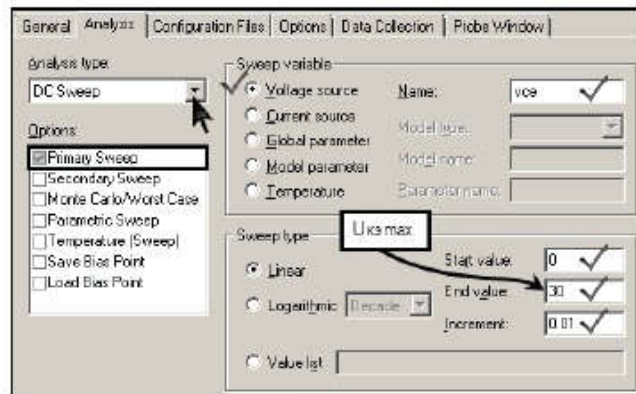 General Analysis Configuration Files Options Data Collection Probe Window
Analysis type:
DC Sweep
Options:
Primary Sweep
Secondary Sweep
Monte Carlo/Worst Case
Parametric Sweep
Temperature (Sweep)
Save Bias Point
Load Bias Point
Sweep variable
Voltage source
Current source
Global parameter
Model parameter
Temperature
Name:
vce
Model type:
Model name:
Parameter name:
Sweep type
Uкэ max
Linear
Logarithmic Decade
Start value: 0
End value: 30
Increment: 0.01
Value list